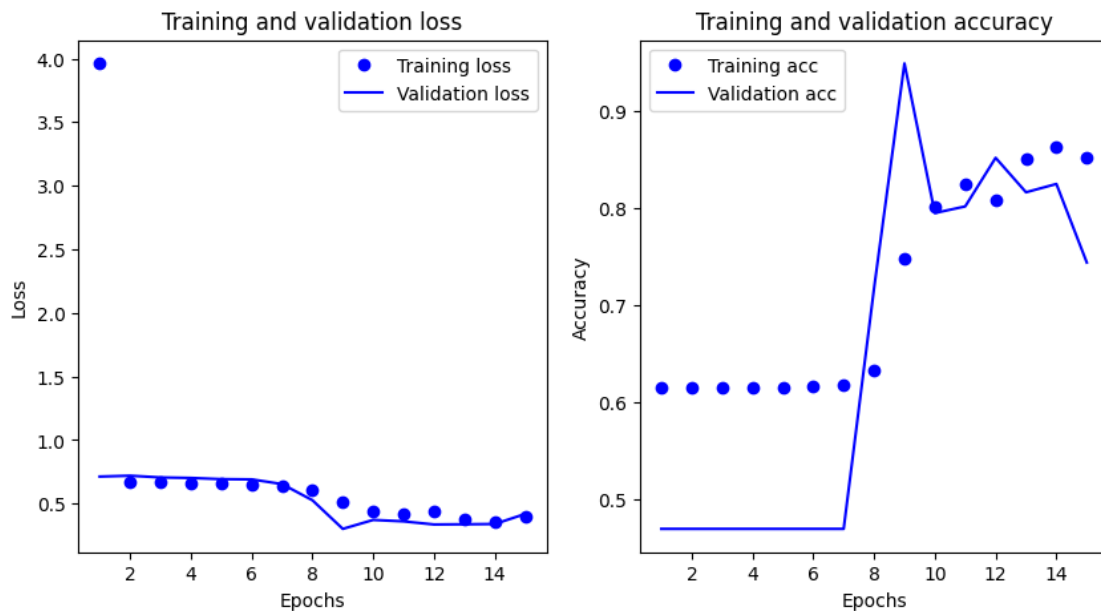 Training and validation loss
Training loss
Validation loss
Loss
4.0
3.5
3.0
2.5
2.0
1.5
1.0
0.5
2 4 6 8 10 12 14
Epochs
Training and validation accuracy
Training acc
Validation acc
Accuracy
0.9
0.8
0.7
0.6
0.5
2 4 6 8 10 12 14
Epochs